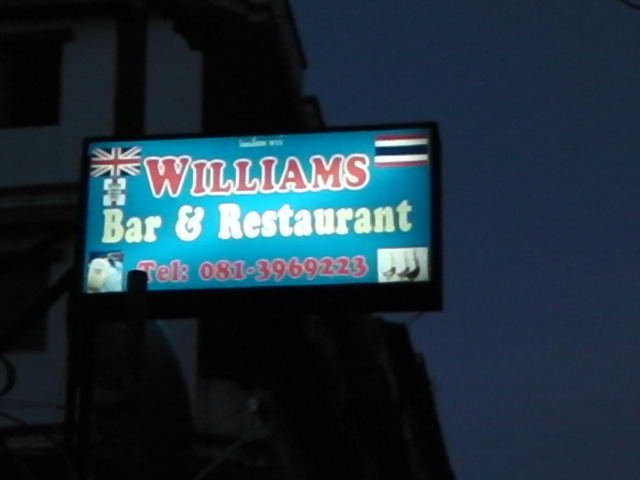 WILLIAMS
Bar & Restaurant
Tel: 081-3969223